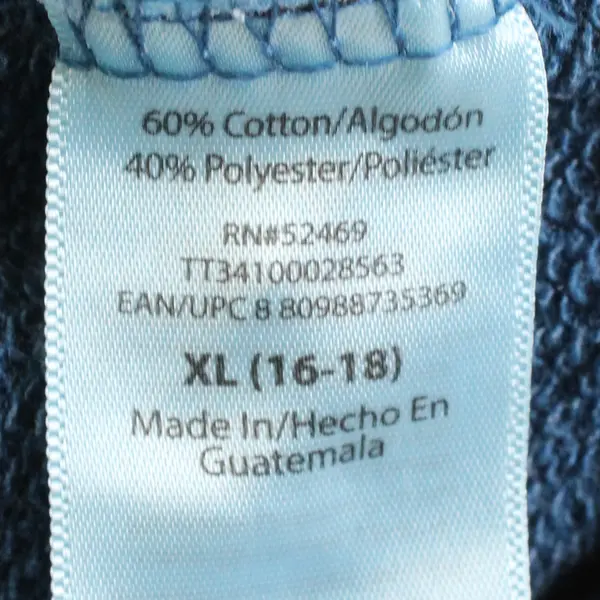 60% Cotton/Algodón
40% Polyester/Poliéster
RN#52469
TT34100028563
EAN/UPC 8 80988735369
XL (16-18)
Made In/Hecho En
Guatemala